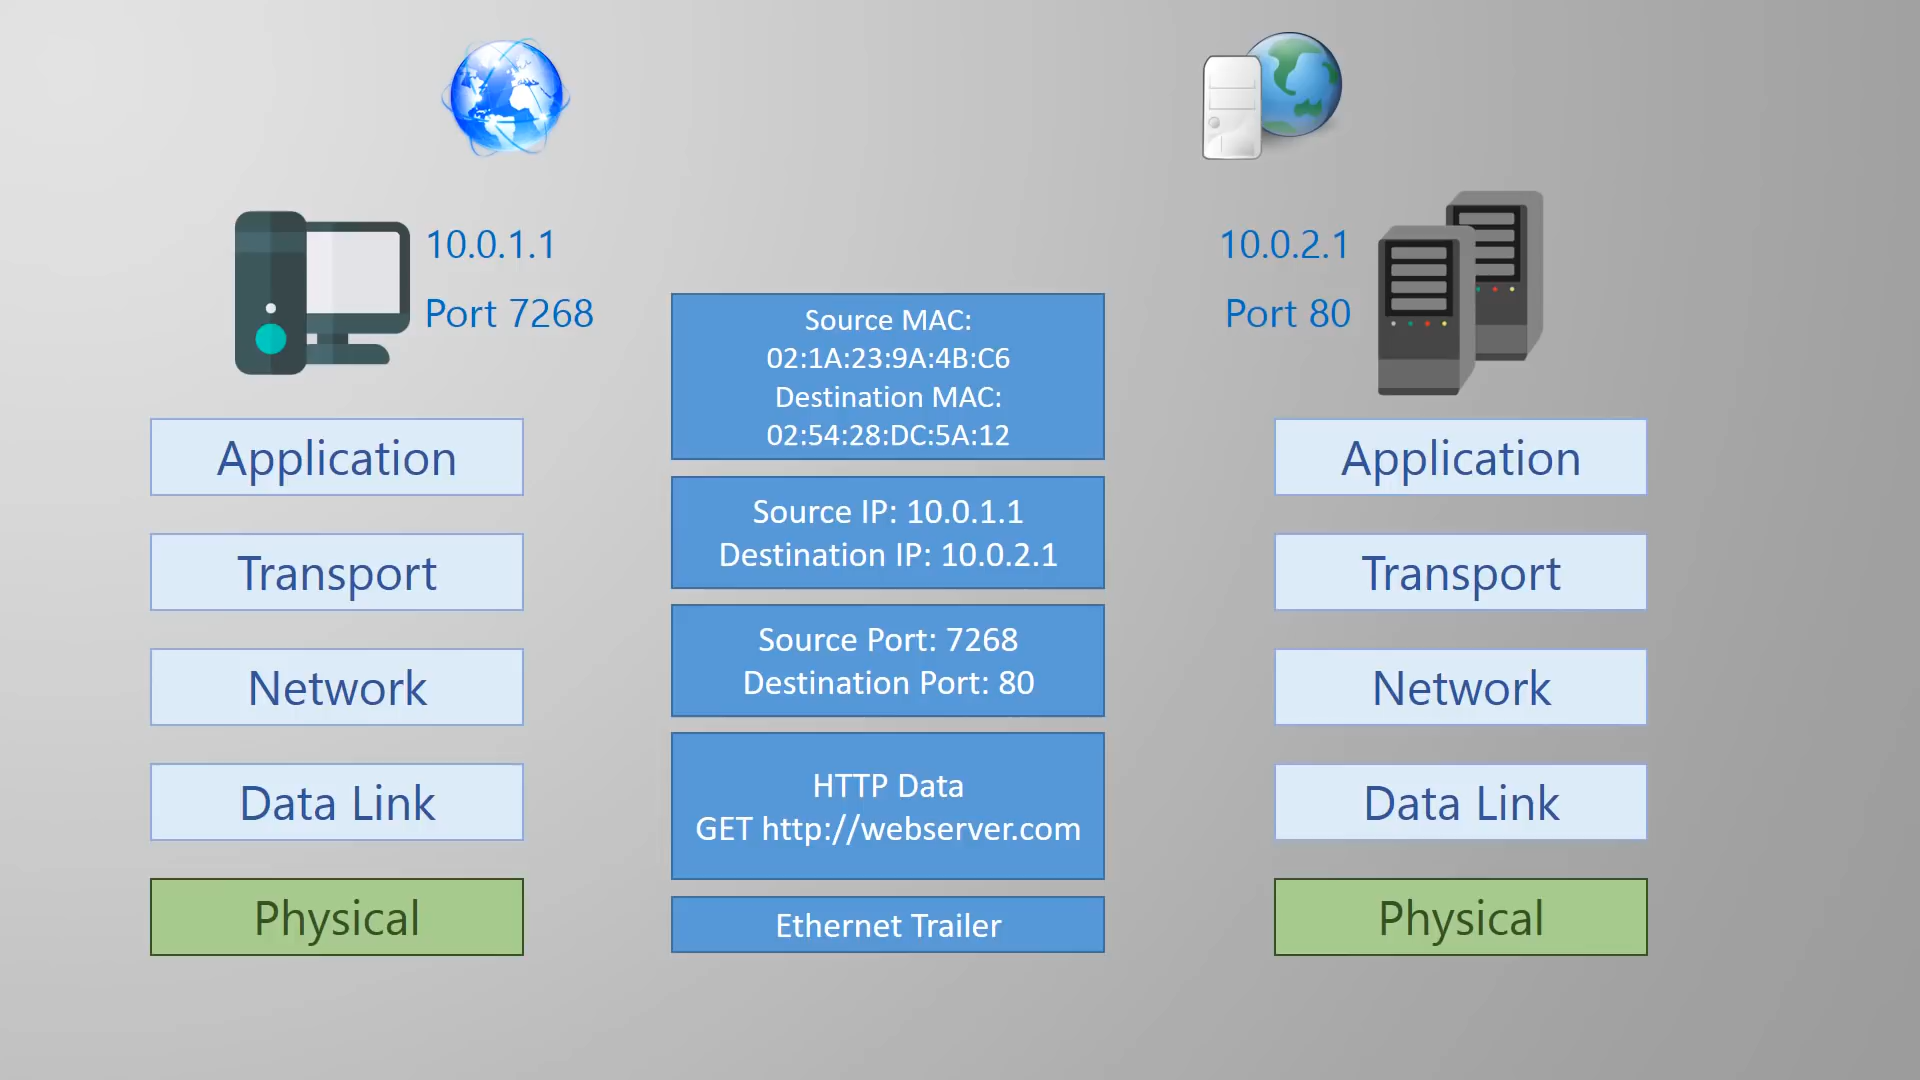 10.0.1.1
Port 7268
10.0.2.1
Port 80
Application
Transport
Network
Data Link
Physical
Source MAC:
02:1A:23:9A:4B:C6
Destination MAC:
02:54:28:DC:5A:12
Source IP: 10.0.1.1
Destination IP: 10.0.2.1
Source Port: 7268
Destination Port: 80
HTTP Data
GET http://webserver.com
Ethernet Trailer
Application
Transport
Network
Data Link
Physical